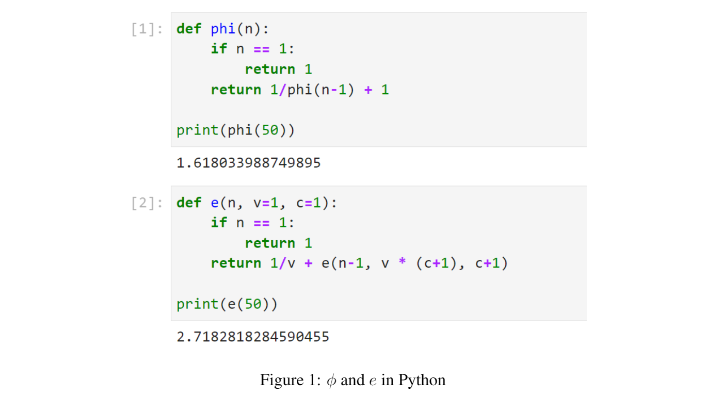 [1]: def phi(n):
    if n == 1:
        return 1
    return 1/phi(n-1) + 1
print(phi(50))
1.618033988749895
[2]: def e(n, v=1, c=1):
    if n == 1:
        return 1
    return 1/v + e(n-1, v * (c+1), c+1)
print(e(50))
2.7182818284590455
Figure 1: ϕ and e in Python